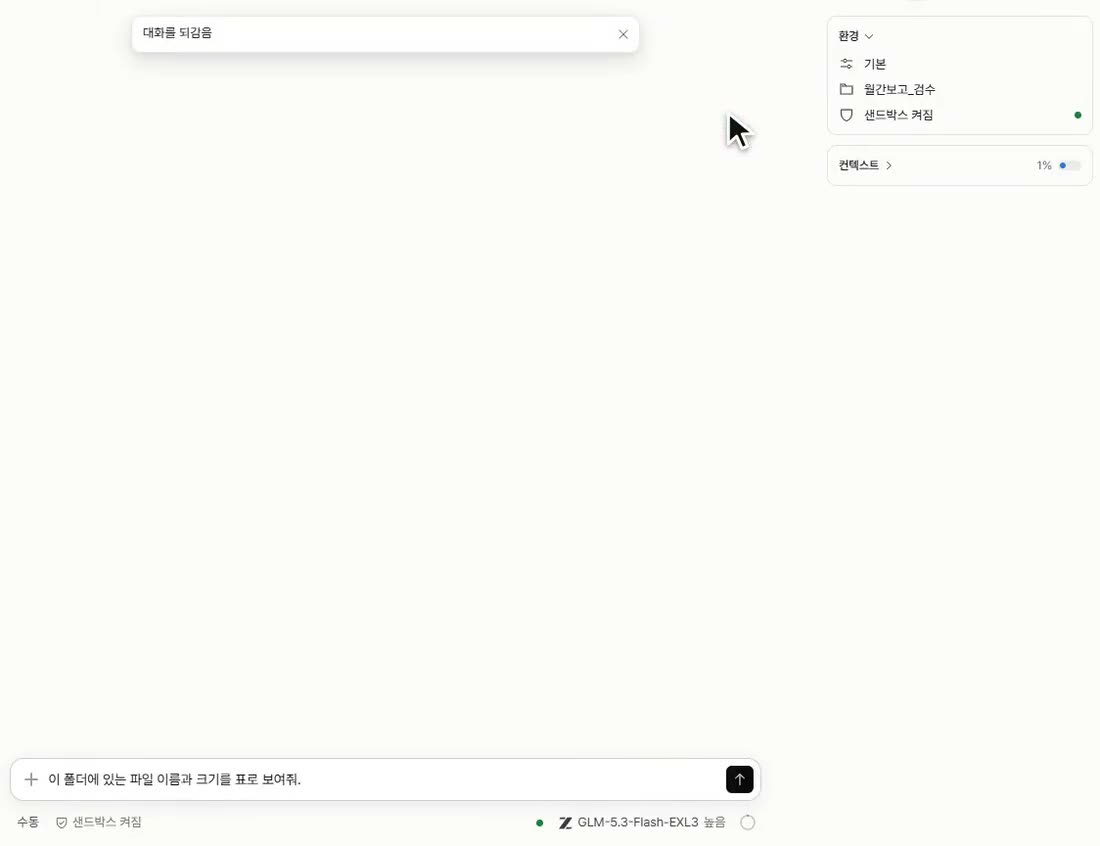 대화를 되감음
환경
기본
월간보고_검수
샌드박스 켜짐
컨텍스트 1%
이 폴더에 있는 파일 이름과 크기를 표로 보여줘.
수동 샌드박스 켜짐 GLM-5.3-Flash-EXL3 높음